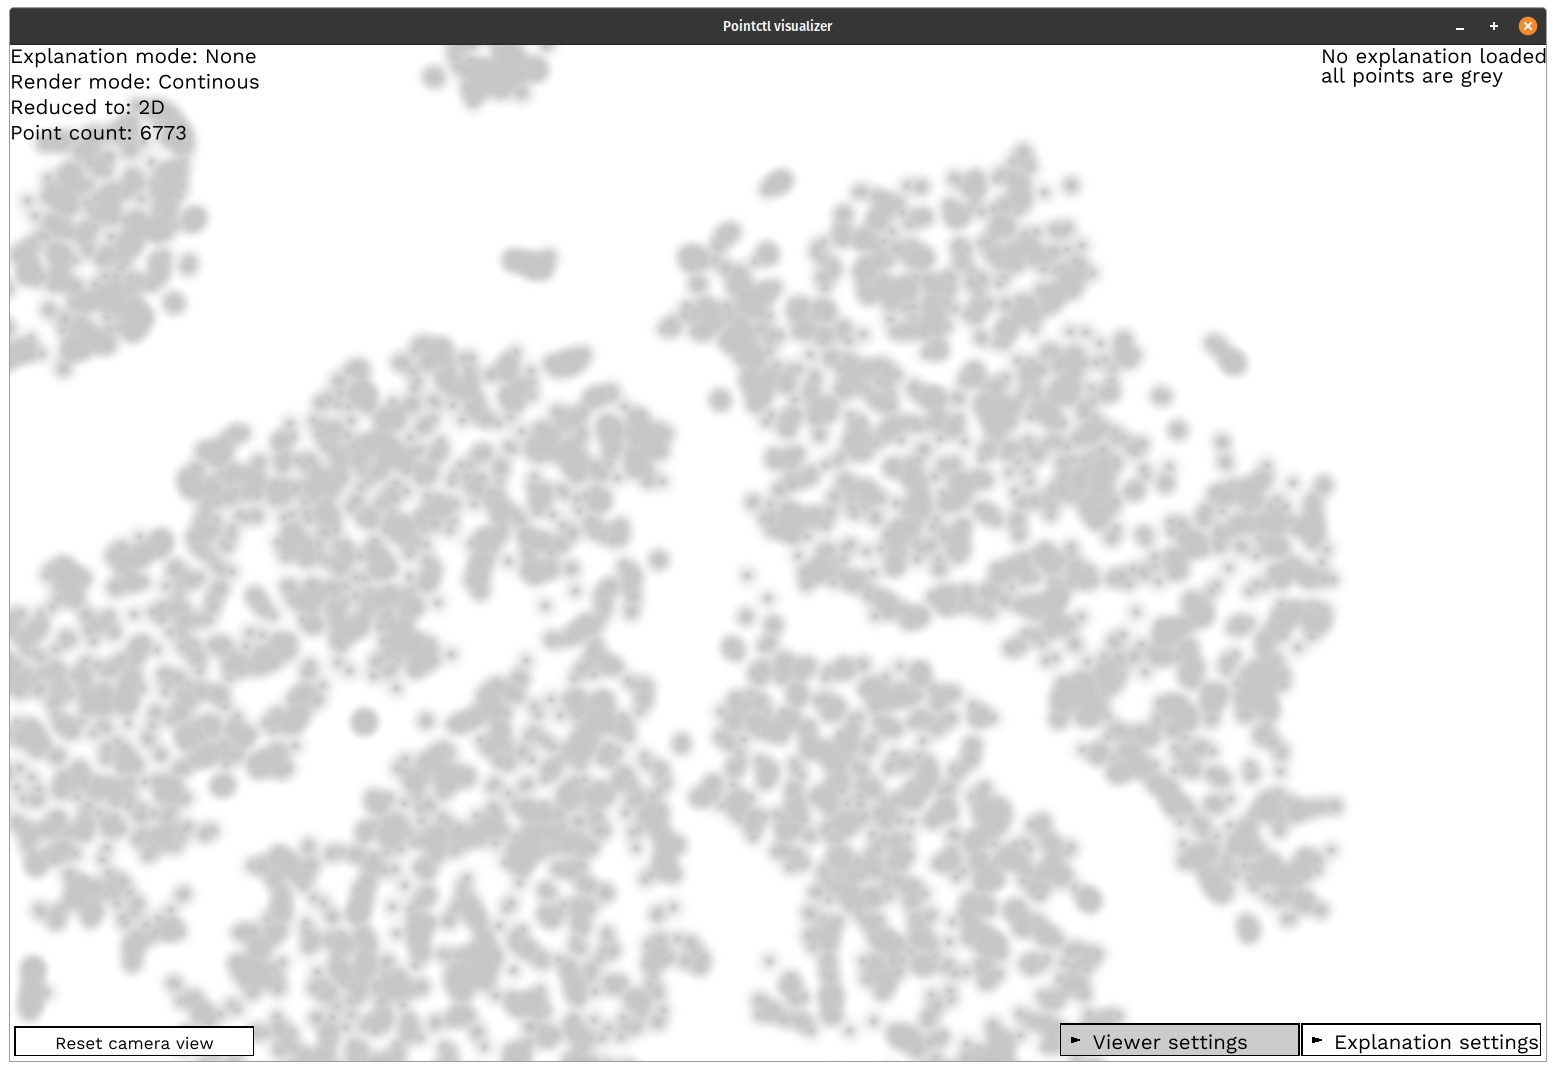 Pointctl visualizer
Explanation mode: None
Render mode: Continous
Reduced to: 2D
Point count: 6773
No explanation loaded
all points are grey
Reset camera view
Viewer settings
Explanation settings